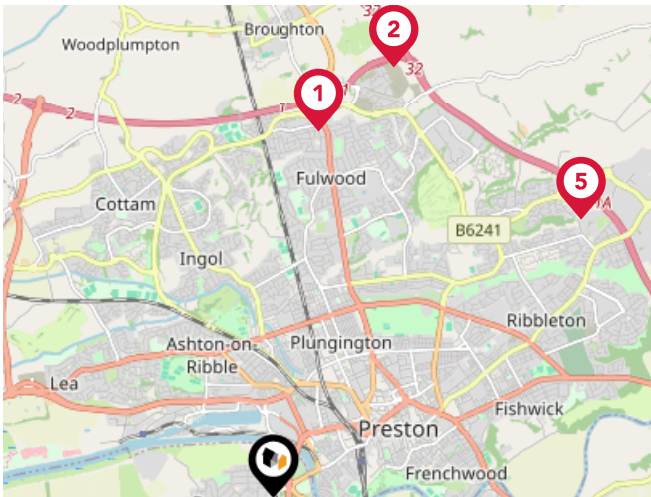 Broughton
Woodplumpton
2
32
1
2
2
1
Fulwood
5
1A
Cottam
B6241
Ingol
Ribbleton
Ashton-on-
Ribble
Plungington
Lea
Fishwick
Preston
Frenchwood